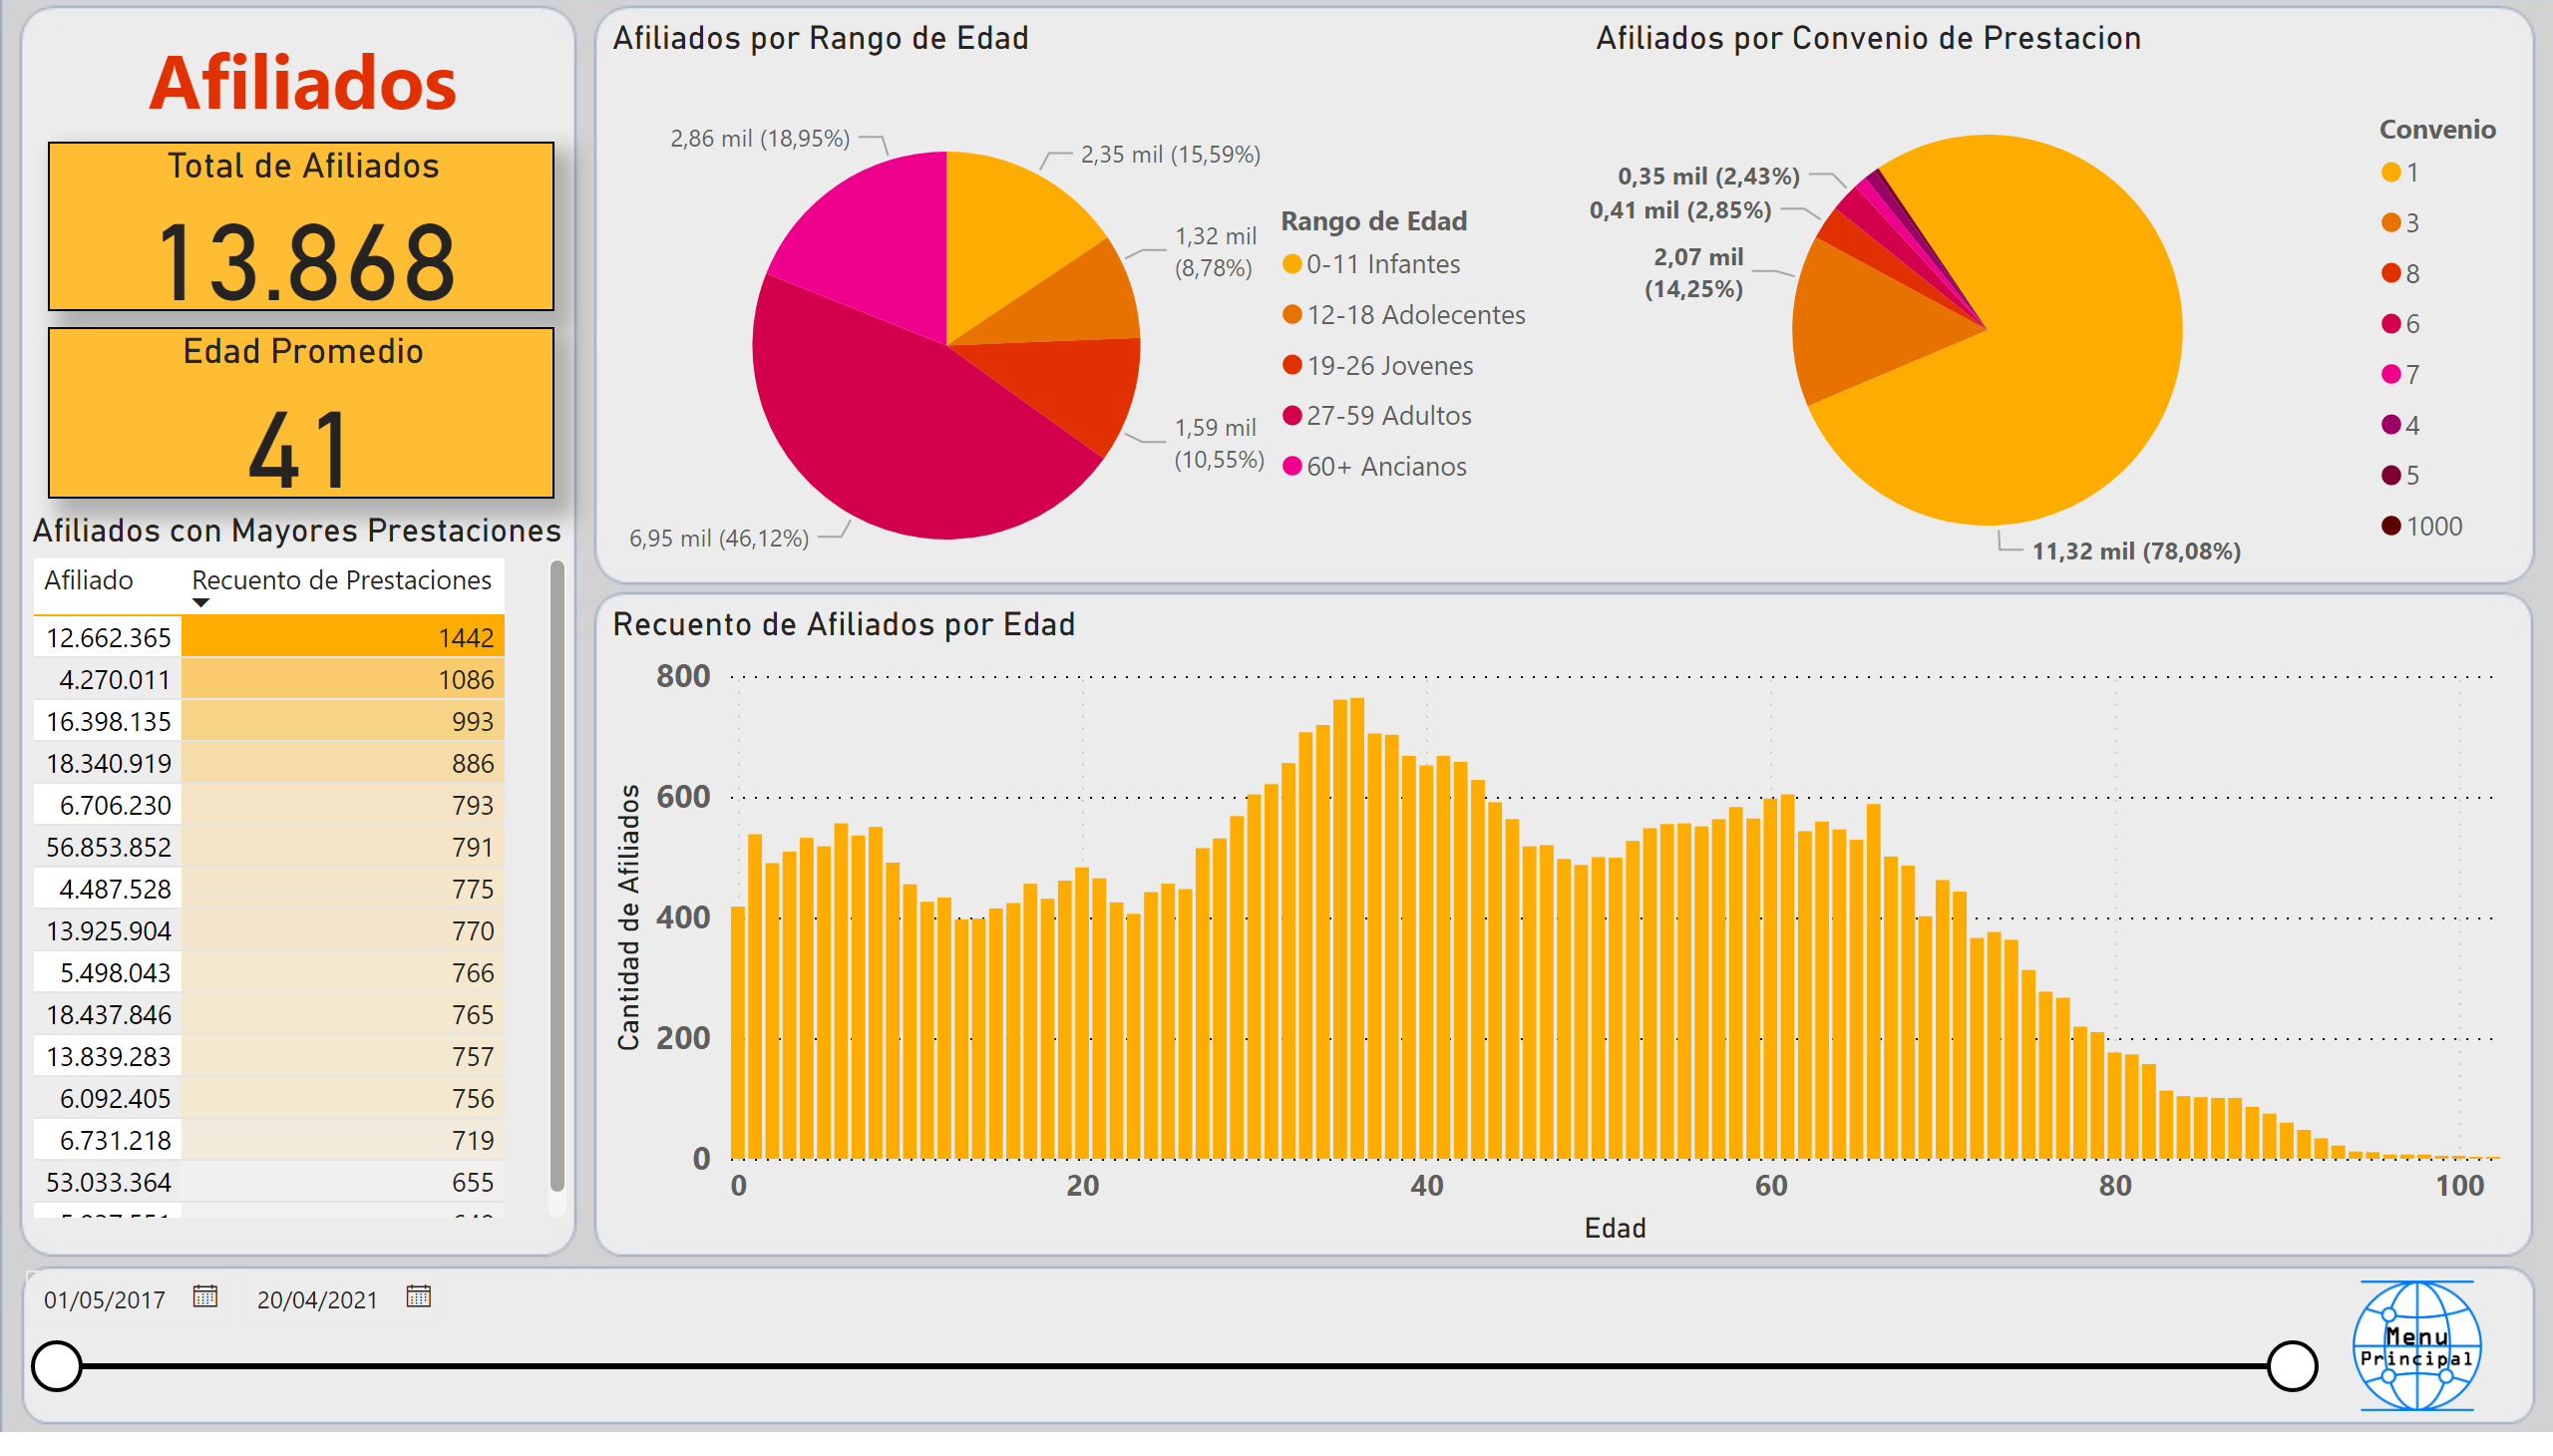 Afiliados
Total de Afiliados
13.868
Edad Promedio
41
Afiliados con Mayores Prestaciones
Afiliado Recuento de Prestaciones
12.662.365 1442
4.270.011 1086
16.398.135 993
18.340.919 886
6.706.230 793
56.853.852 791
4.487.528 775
13.925.904 770
5.498.043 766
18.437.846 765
13.839.283 757
6.092.405 756
6.731.218 719
53.033.364 655
Afiliados por Rango de Edad
2,86 mil (18,95%)
2,35 mil (15,59%)
1,32 mil
(8,78%)
1,59 mil
(10,55%)
6,95 mil (46,12%)
Rango de Edad
0-11 Infantes
12-18 Adolecentes
19-26 Jovenes
27-59 Adultos
60+ Ancianos
Afiliados por Convenio de Prestacion
0,35 mil (2,43%)
0,41 mil (2,85%)
2,07 mil
(14,25%)
11,32 mil (78,08%)
Convenio
1
3
8
6
7
4
5
1000
Recuento de Afiliados por Edad
Cantidad de Afiliados
800
600
400
200
0
0 20 40 60 80 100
Edad
01/05/2017 20/04/2021
Menu
Principal